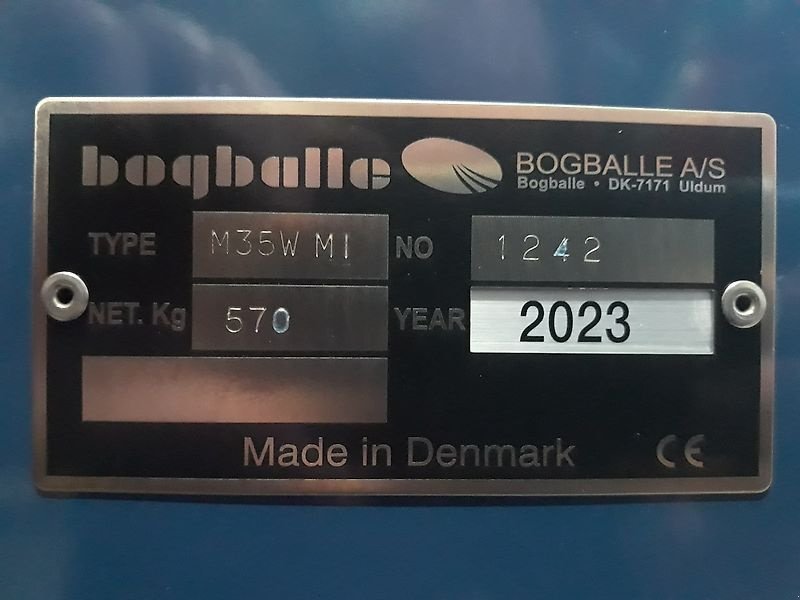 bogballe
BOGBALLE A/S
Bogballe • DK-7171 Uldum
TYPE M35W M1 NO 1242
NET. Kg 570 YEAR 2023
Made in Denmark CE